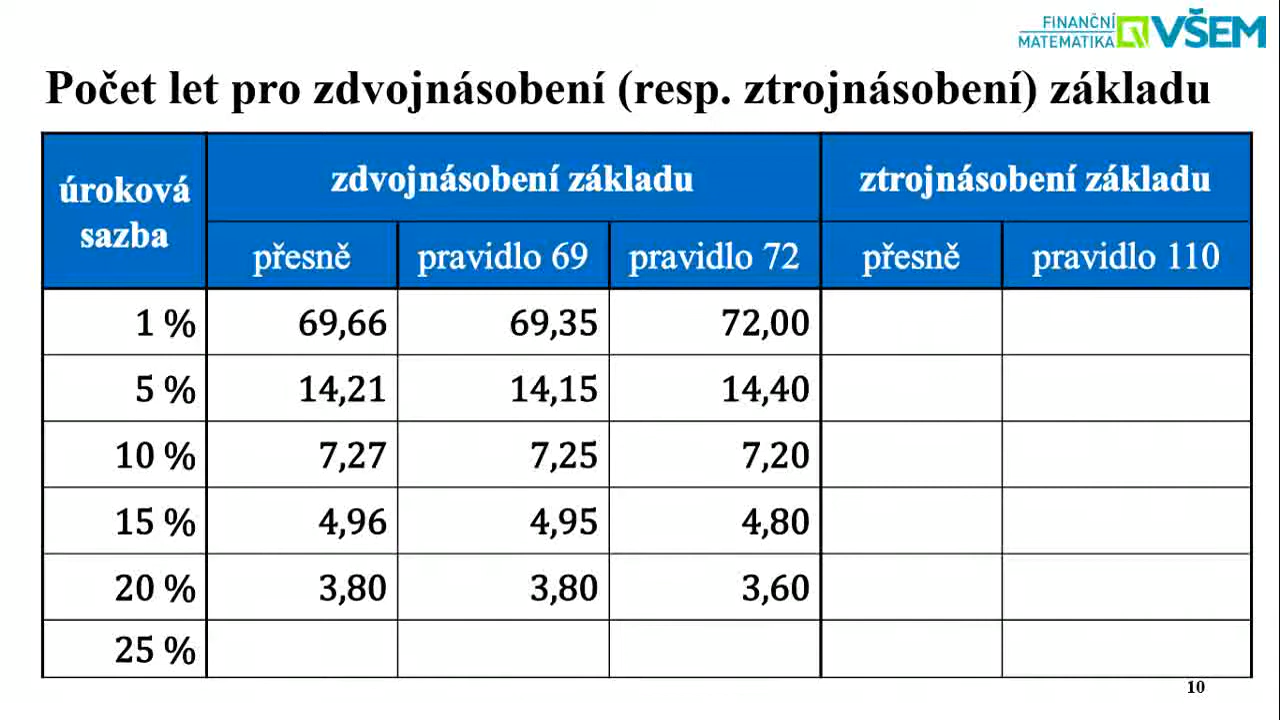 FINANČNÍ
MATEMATIKA VŠEM
Počet let pro zdvojnásobení (resp. ztrojnásobení) základu
úroková
sazba
zdvojnásobení základu
ztrojnásobení základu
přesně pravidlo 69 pravidlo 72 přesně pravidlo 110
1 % 69,66 69,35 72,00
5 % 14,21 14,15 14,40
10 % 7,27 7,25 7,20
15 % 4,96 4,95 4,80
20 % 3,80 3,80 3,60
25 %
10